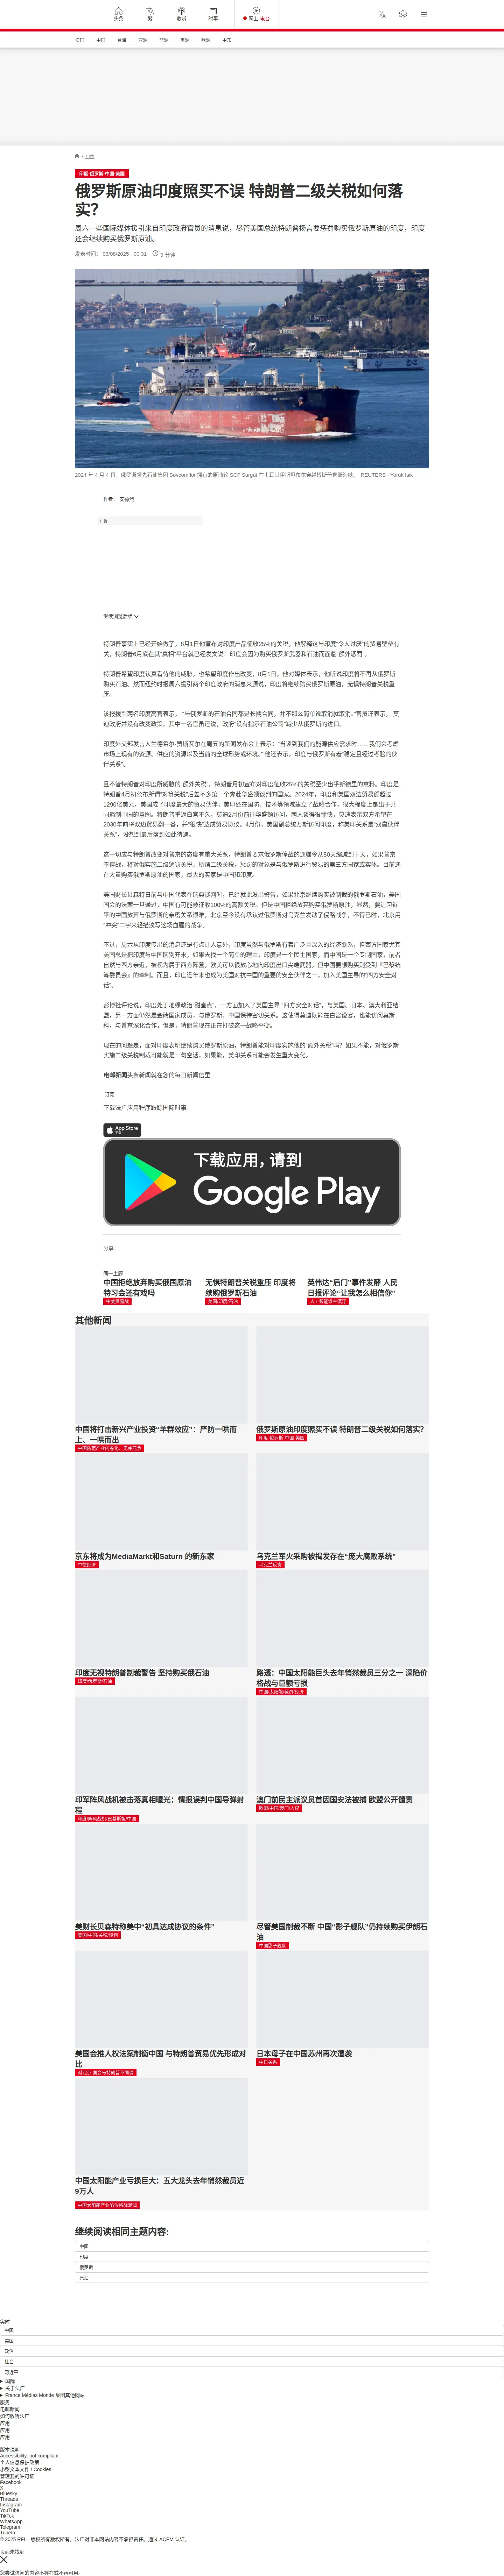 头条
繁
收听
时事
网上 电台
法国
中国
台海
亚洲
非洲
美洲
欧洲
中东
/ 中国
印度-俄罗斯-中国-美国
俄罗斯原油印度照买不误 特朗普二级关税如何落实？
周六一些国际媒体援引来自印度政府官员的消息说，尽管美国总统特朗普扬言要惩罚购买俄罗斯原油的印度，印度还会继续购买俄罗斯原油。
发表时间： 03/08/2025 - 00:31
9 分钟
2024 年 4 月 4 日，俄罗斯领先石油集团 Sovcomflot 拥有的原油轮 SCF Surgut 在土耳其伊斯坦布尔穿越博斯普鲁斯海峡。 REUTERS - Yoruk Isik
作者： 安德烈
广告
继续浏览后续
特朗普事实上已经开始做了，8月1日他宣布对印度产品征收25%的关税，他解释这与印度“令人讨厌”的贸易壁垒有关，特朗普6月底在其“真相”平台就已经发文说：印度会因为购买俄罗斯武器和石油而面临“额外惩罚”。
特朗普希望印度认真看待他的威胁，也希望印度作出改变，8月1日，他对媒体表示，他听说印度将不再从俄罗斯购买石油。然而纽约时报周六援引两个印度政府的消息来源说，印度将继续购买俄罗斯原油，无惧特朗普关税重压。
该报援引两名印度高官表示， “与俄罗斯的石油合同都是长期合同，并不那么简单说取消就取消。”官员还表示， 莫迪政府并没有改变政策。其中一名官员还说，政府“没有指示石油公司”减少从俄罗斯的进口。
印度外交部发言人兰德希尔·贾斯瓦尔在周五的新闻发布会上表示：“当谈到我们的能源供应需求时……我们会考虑市场上现有的资源、供应的资源以及当前的全球形势或环境。” 他还表示，印度与俄罗斯有着“稳定且经过考验的伙伴关系”。
且不管特朗普对印度所威胁的“额外关税”，特朗普月初宣布对印度征收25%的关税至少出乎新德里的意料。印度是特朗普4月初公布所谓“对等关税”后差不多第一个奔赴华盛顿谈判的国家。2024年，印度和美国双边贸易额超过1290亿美元，美国成了印度最大的贸易伙伴，美印还在国防、技术等领域建立了战略合作，很大程度上是出于共同遏制中国的意图。特朗普重返白宫不久，莫迪2月份前往华盛顿访问，两人谈得很愉快，莫迪表示双方希望在2030年前将双边贸易翻一番，并“很快”达成贸易协议。4月份，美国副总统万斯访问印度，称美印关系是“双赢伙伴关系”，没想到最后落到如此待遇。
这一切应与特朗普改变对普京的态度有重大关系，特朗普要求俄罗斯停战的通牒令从50天缩减到十天，如果普京不停战，将对俄实施二级惩罚关税，所谓二级关税，惩罚的对象是与俄罗斯进行贸易的第三方国家或实体。目前还在大量购买俄罗斯原油的国家，最大的买家是中国和印度。
美国财长贝森特日前与中国代表在瑞典谈判时，已经就此发出警告，如果北京继续购买被制裁的俄罗斯石油，美国国会的法案一旦通过，中国有可能被征收100%的高额关税。但是中国拒绝放弃购买俄罗斯原油。显然，要让习近平的中国放弃与俄罗斯的亲密关系很难，北京至今没有承认过俄罗斯对乌克兰发动了侵略战争，不得已时，北京用“冲突”二字来轻描淡写这场血腥的战争。
不过，周六从印度传出的消息还是有点让人意外，印度虽然与俄罗斯有着广泛且深入的经济联系，但西方国家尤其美国总是把印度与中国区别开来，如果去找一个简单的理由，印度是一个民主国家，而中国是一个专制国家，前者自然与西方亲近，被视为属于西方阵营，欧美可以很放心地向印度出口尖端武器，但中国要想购买则受到『巴黎统筹委员会』的牵制。而且，印度近年来也成为美国对抗中国的重要的安全伙伴之一，加入美国主导的“四方安全对话”。
彭博社评论说，印度处于地缘政治“甜蜜点”，一方面加入了美国主导 “四方安全对话”，与美国、日本、澳大利亚结盟，另一方面仍然是金砖国家成员，与俄罗斯、中国保持密切关系。这使得莫迪既能在白宫设宴，也能访问莫斯科，与普京深化合作，但是，特朗普现在正在打破这一战略平衡。
现在的问题是，面对印度表明继续购买俄罗斯原油，特朗普能对印度实施他的“额外关税”吗？如果不能，对俄罗斯实施二级关税制裁可能就是一句空话，如果能，美印关系可能会发生重大变化。
电邮新闻头条新闻就在您的每日新闻信里
订阅
下载法广应用程序跟踪国际时事
App Store
下载应用，请到
Google Play
分享 :
同一主题
中国拒绝放弃购买俄国原油 特习会还有戏吗
中美贸易战
无惧特朗普关税重压 印度将续购俄罗斯石油
美国/印度/石油
英伟达“后门”事件发酵 人民日报评论“让我怎么相信你”
人工智能/重生沉浮
其他新闻
中国将打击新兴产业投资“羊群效应”： 严防一哄而上、一哄而出
中国防范产业内卷化、无序竞争
俄罗斯原油印度照买不误 特朗普二级关税如何落实?
印度-俄罗斯-中国-美国
京东将成为MediaMarkt和Saturn 的新东家
中德经济
乌克兰军火采购被揭发存在“庞大腐败系统”
乌克兰反贪
印度无视特朗普制裁警告 坚持购买俄石油
印度/俄罗斯/石油
路透：中国太阳能巨头去年悄然裁员三分之一 深陷价格战与巨额亏损
中国/太阳能/裁员/经济
印军阵风战机被击落真相曝光：情报误判中国导弹射程
印度/阵风战机/巴基斯坦/中国
澳门前民主派议员首因国安法被捕 欧盟公开谴责
欧盟/中国/澳门/人权
美财长贝森特称美中“初具达成协议的条件”
美国/中国/关税/谈判
尽管美国制裁不断 中国“影子舰队”仍持续购买伊朗石油
中国影子舰队
美国会推人权法案制衡中国 与特朗普贸易优先形成对比
对北京 国会与特朗普不同调
日本母子在中国苏州再次遭袭
中日关系
中国太阳能产业亏损巨大： 五大龙头去年悄然裁员近9万人
中国太阳能产业陷价格战泥淖
继续阅读相同主题内容:
中国
印度
俄罗斯
原油
实时
中国
美国
政治
社会
习近平
国际
关于法广
France Médias Monde 集团其他网站
服务
电邮新闻
如何收听法广
应用
应用
应用
版本说明
Accessibility: not compliant
个人信息保护政策
小型文本文件 / Cookies
管理我的许可证
Facebook
X
Bluesky
Threads
Instagram
YouTube
TikTok
WhatsApp
Telegram
TuneIn
© 2025 RFI – 版权所有版权所有。法广对非本网站内容不承担责任。通过 ACPM 认证。
页面未找到
您尝试访问的内容不存在或不再可用。